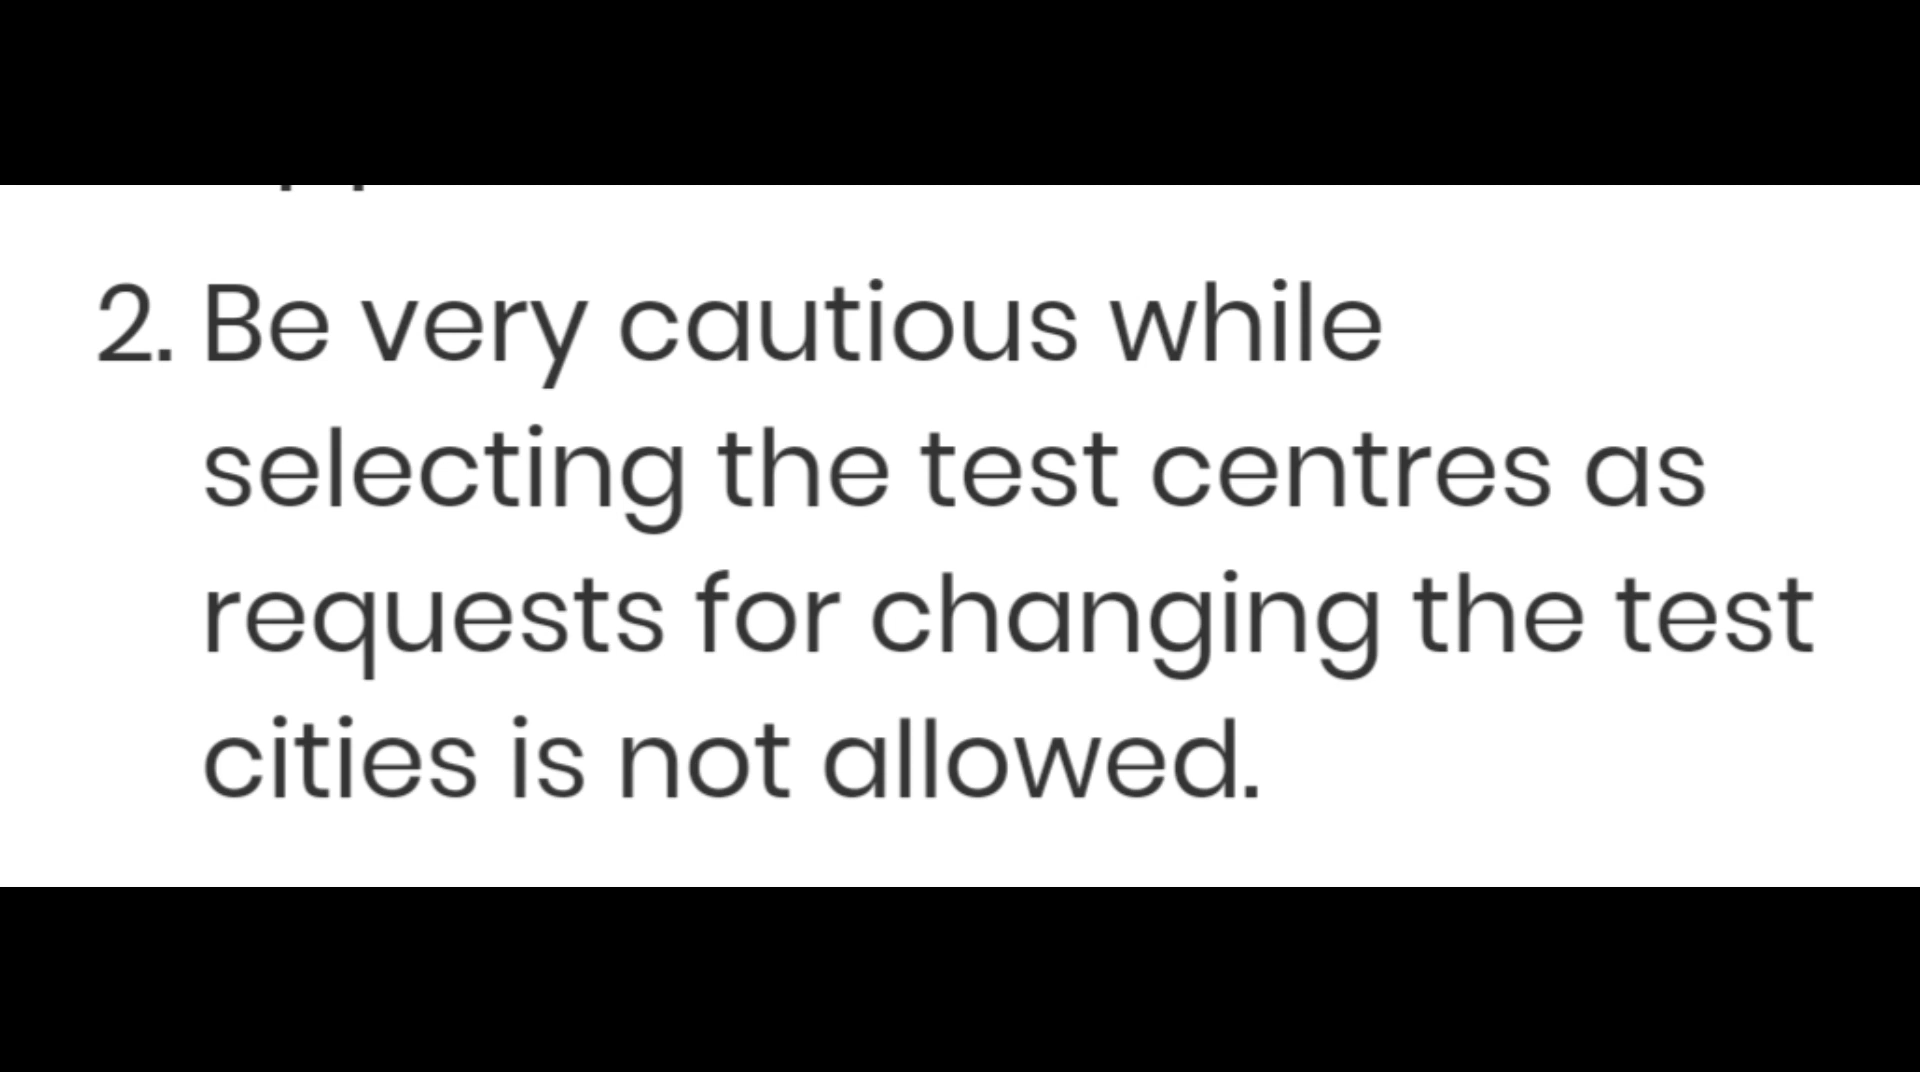 2. Be very cautious while
selecting the test centres as
requests for changing the test
cities is not allowed.